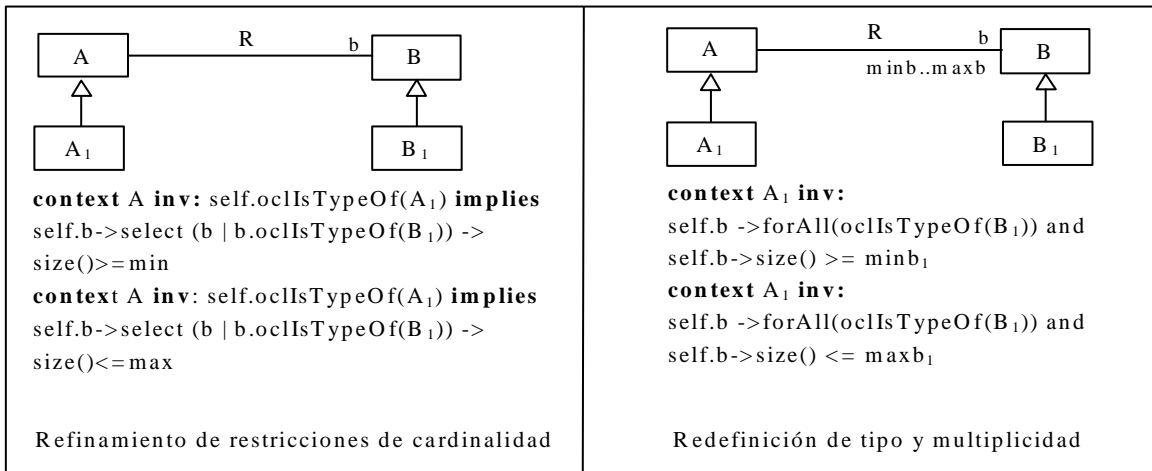 R
b
A
B
A₁
B₁
context A inv: self.oclIsTypeOf(A₁) implies
self.b->select (b | b.oclIsTypeOf(B₁)) ->
size()>=min
context A inv: self.oclIsTypeOf(A₁) implies
self.b->select (b | b.oclIsTypeOf(B₁)) ->
size()<=max
Refinamiento de restricciones de cardinalidad
R
b
A
B
minb..maxb
A₁
B₁
context A₁ inv:
self.b ->forAll(oclIsTypeOf(B₁)) and
self.b->size() >= minb₁
context A₁ inv:
self.b ->forAll(oclIsTypeOf(B₁)) and
self.b->size() <= maxb₁
Redefinición de tipo y multiplicidad